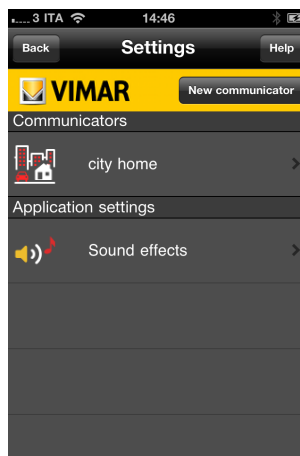 3 ITA 14:46
Back Settings Help
VIMAR New communicator
Communicators
city home
Application settings
Sound effects